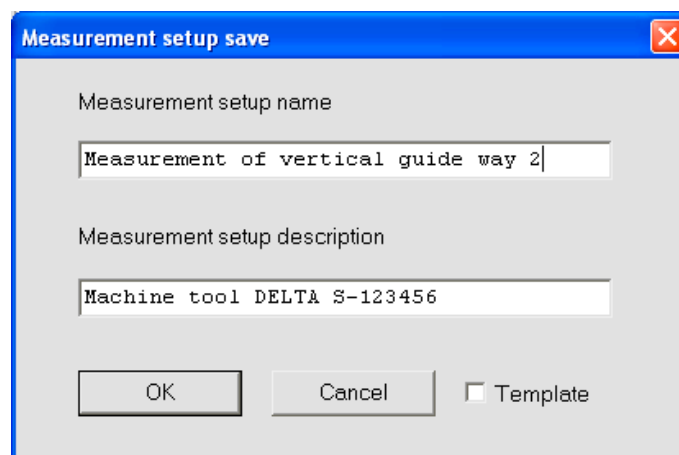 Measurement setup save
Measurement setup name
Measurement of vertical guide way 2
Measurement setup description
Machine tool DELTA S-123456
OK Cancel Template